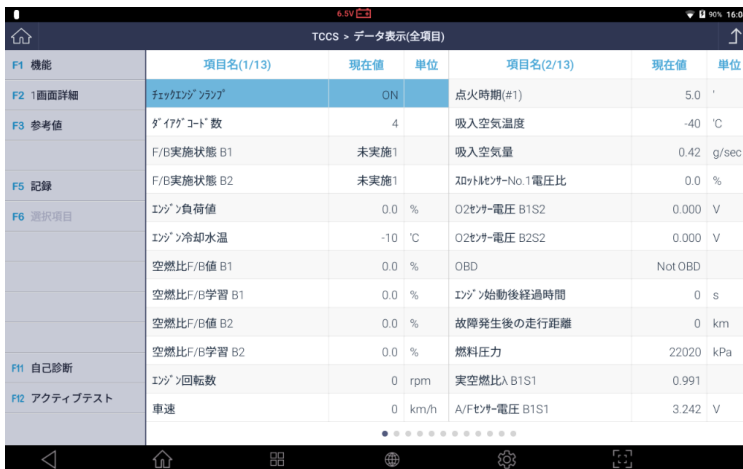 6.5V
90% 16:0
TCCS > データ表示(全項目)
F1 機能
F2 1画面詳細
F3 参考値
F5 記録
F6 選択項目
F11 自己診断
F12 アクティブテスト
項目名(1/13) 現在値 単位
ﾁｪｯｸｴﾝｼﾞﾝﾗﾝﾌﾟ ON
ﾀﾞｲｱｸﾞｺｰﾄﾞ数 4
F/B実施状態 B1 未実施1
F/B実施状態 B2 未実施1
ｴﾝｼﾞﾝ負荷値 0.0 %
ｴﾝｼﾞﾝ冷却水温 -10 ℃
空燃比F/B値 B1 0.0 %
空燃比F/B学習 B1 0.0 %
空燃比F/B値 B2 0.0 %
空燃比F/B学習 B2 0.0 %
ｴﾝｼﾞﾝ回転数 0 rpm
車速 0 km/h
項目名(2/13) 現在値 単位
点火時期(#1) 5.0 '
吸入空気温度 -40 ℃
吸入空気量 0.42 g/sec
ｽﾛｯﾄﾙｾﾝｻｰNo.1電圧比 0.0 %
O2ｾﾝｻｰ電圧 B1S2 0.000 V
O2ｾﾝｻｰ電圧 B2S2 0.000 V
OBD Not OBD
ｴﾝｼﾞﾝ始動後経過時間 0 s
故障発生後の走行距離 0 km
燃料圧力 22020 kPa
実空燃比λ B1S1 0.991
A/Fｾﾝｻｰ電圧 B1S1 3.242 V